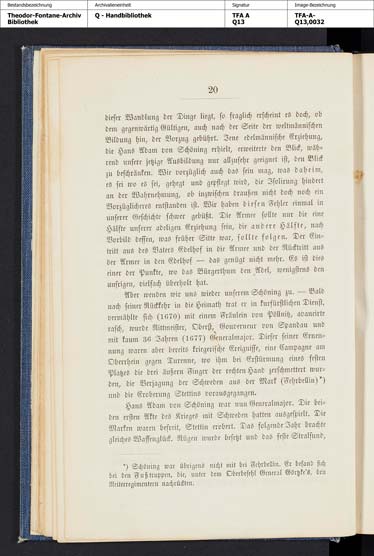 Bestandsbezeichnung
Theodor-Fontane-Archiv
Bibliothek
Archivalieneinheit
Q - Handbibliothek
Signatur
TFA A
Q13
Image-Bezeichnung
TFA-A-
Q13,0032
20
dieser Wandlung der Dinge liegt, so fraglich erscheint es doch, ob
dem gegenwärtig Gültigen, auch nach der Seite der weltmännischen
Bildung hin, der Vorzug gebührt. Jene edelmännische Erziehung,
die Hans Adam von Schöning erhielt, erweiterte den Blick, wäh-
rend unsere jetzige Ausbildung nur allzusehr geeignet ist, den Blick
zu beschränken. Wie vorzüglich auch das sein mag, was daheim,
es sei wo es sei, gehegt und gepflegt wird, die Isolirung hindert
an der Wahrnehmung, ob inzwischen draußen nicht doch noch ein
Vorzüglicheres entstanden ist. Wir haben diesen Fehler einmal in
unserer Geschichte schwer gebüßt. Die Armee sollte nur die eine
Hälfte unserer adeligen Erziehung sein, die andere Hälfte, nach
Vorbild dessen, was früher Sitte war, sollte folgen. Der Ein-
tritt aus des Vaters Edelhof in die Armee und der Rücktritt aus
der Armee in den Edelhof — das genügt nicht mehr. Es ist dies
einer der Punkte, wo das Bürgerthum den Adel, wenigstens den
unseigen, vielfach überholt hat.
Aber wenden wir uns wieder unserem Schöning zu. — Bald
nach seiner Rückkehr in die Heimath trat er in kurfürstlichen Dienst,
vermählte sich (1670) mit einem Fräulein von Pöllnitz, avancirte
rasch, wurde Rittmeister, Oberst, Gouverneur von Spandau und
mit kaum 36 Jahren (1677) Generalmajor. Dieser seiner Ernen-
nung waren aber bereits kriegerische Ereignisse, eine Campagne am
Oberrhein gegen Turenne, wo ihm bei Erstürmung eines festen
Platzes die drei äußern Finger der rechten Hand zerschmettert wur-
den, die Verjagung der Schweden aus der Mark (Fehrbellin)*)
und die Eroberung Stettins vorausgegangen.
Hans Adam von Schöning war nun Generalmajor. Die bei-
den ersten Akte des Krieges mit Schweden hatten ausgespielt. Die
Marken waren befreit, Stettin erobert. Das folgende Jahr brachte
gleiches Waffenglück. Rügen wurde besetzt und das feste Stralsund,
*) Schöning war übrigens nicht mit bei Fehrbellin. Er befand sich
bei den Fußtruppen, die, unter dem Oberbefehl General Götzke's, den
Reiterregimentern nachrückten.